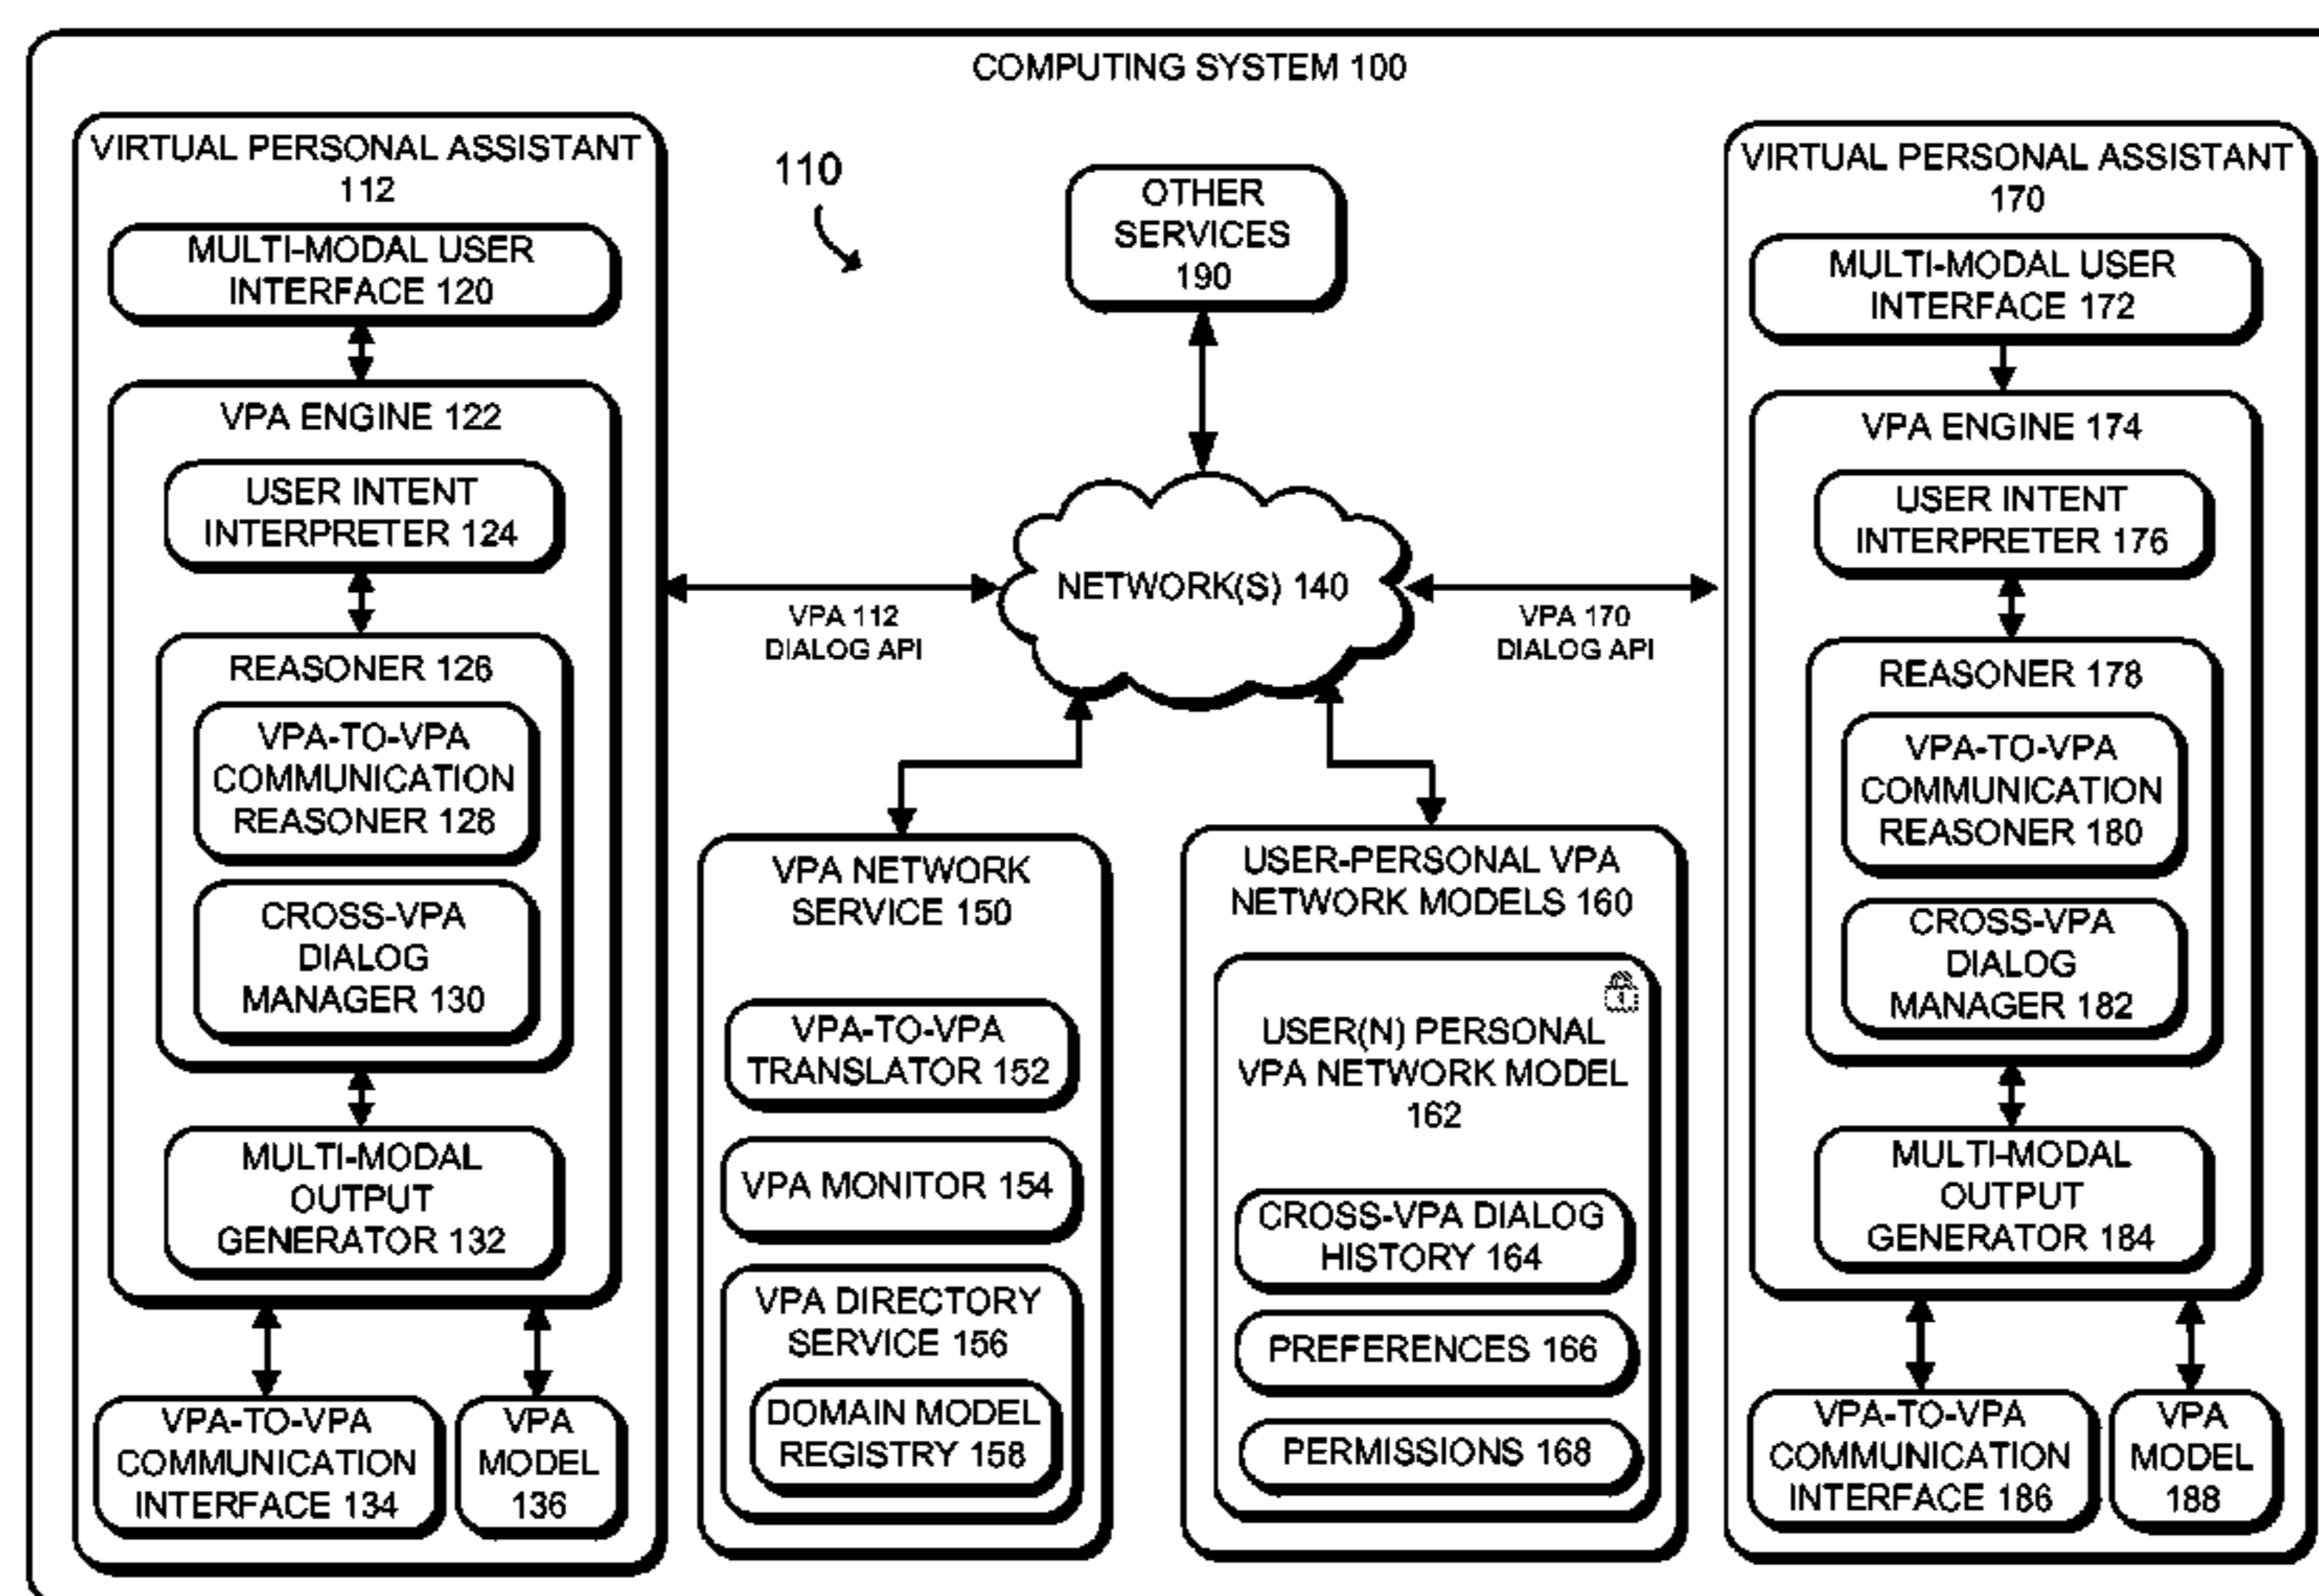 COMPUTING SYSTEM 100
VIRTUAL PERSONAL ASSISTANT
112
MULTI-MODAL USER
INTERFACE 120
VPA ENGINE 122
USER INTENT
INTERPRETER 124
REASONER 126
VPA-TO-VPA
COMMUNICATION
REASONER 128
CROSS-VPA
DIALOG
MANAGER 130
MULTI-MODAL
OUTPUT
GENERATOR 132
VPA-TO-VPA
COMMUNICATION
INTERFACE 134
VPA
MODEL
136
110
OTHER
SERVICES
190
NETWORK(S) 140
VPA 112
DIALOG API
VPA 170
DIALOG API
VPA NETWORK
SERVICE 150
VPA-TO-VPA
TRANSLATOR 152
VPA MONITOR 154
VPA DIRECTORY
SERVICE 156
DOMAIN MODEL
REGISTRY 158
USER-PERSONAL VPA
NETWORK MODELS 160
USER(N) PERSONAL
VPA NETWORK MODEL
162
CROSS-VPA DIALOG
HISTORY 164
PREFERENCES 166
PERMISSIONS 168
VIRTUAL PERSONAL ASSISTANT
170
MULTI-MODAL USER
INTERFACE 172
VPA ENGINE 174
USER INTENT
INTERPRETER 176
REASONER 178
VPA-TO-VPA
COMMUNICATION
REASONER 180
CROSS-VPA
DIALOG
MANAGER 182
MULTI-MODAL
OUTPUT
GENERATOR 184
VPA-TO-VPA
COMMUNICATION
INTERFACE 186
VPA
MODEL
188